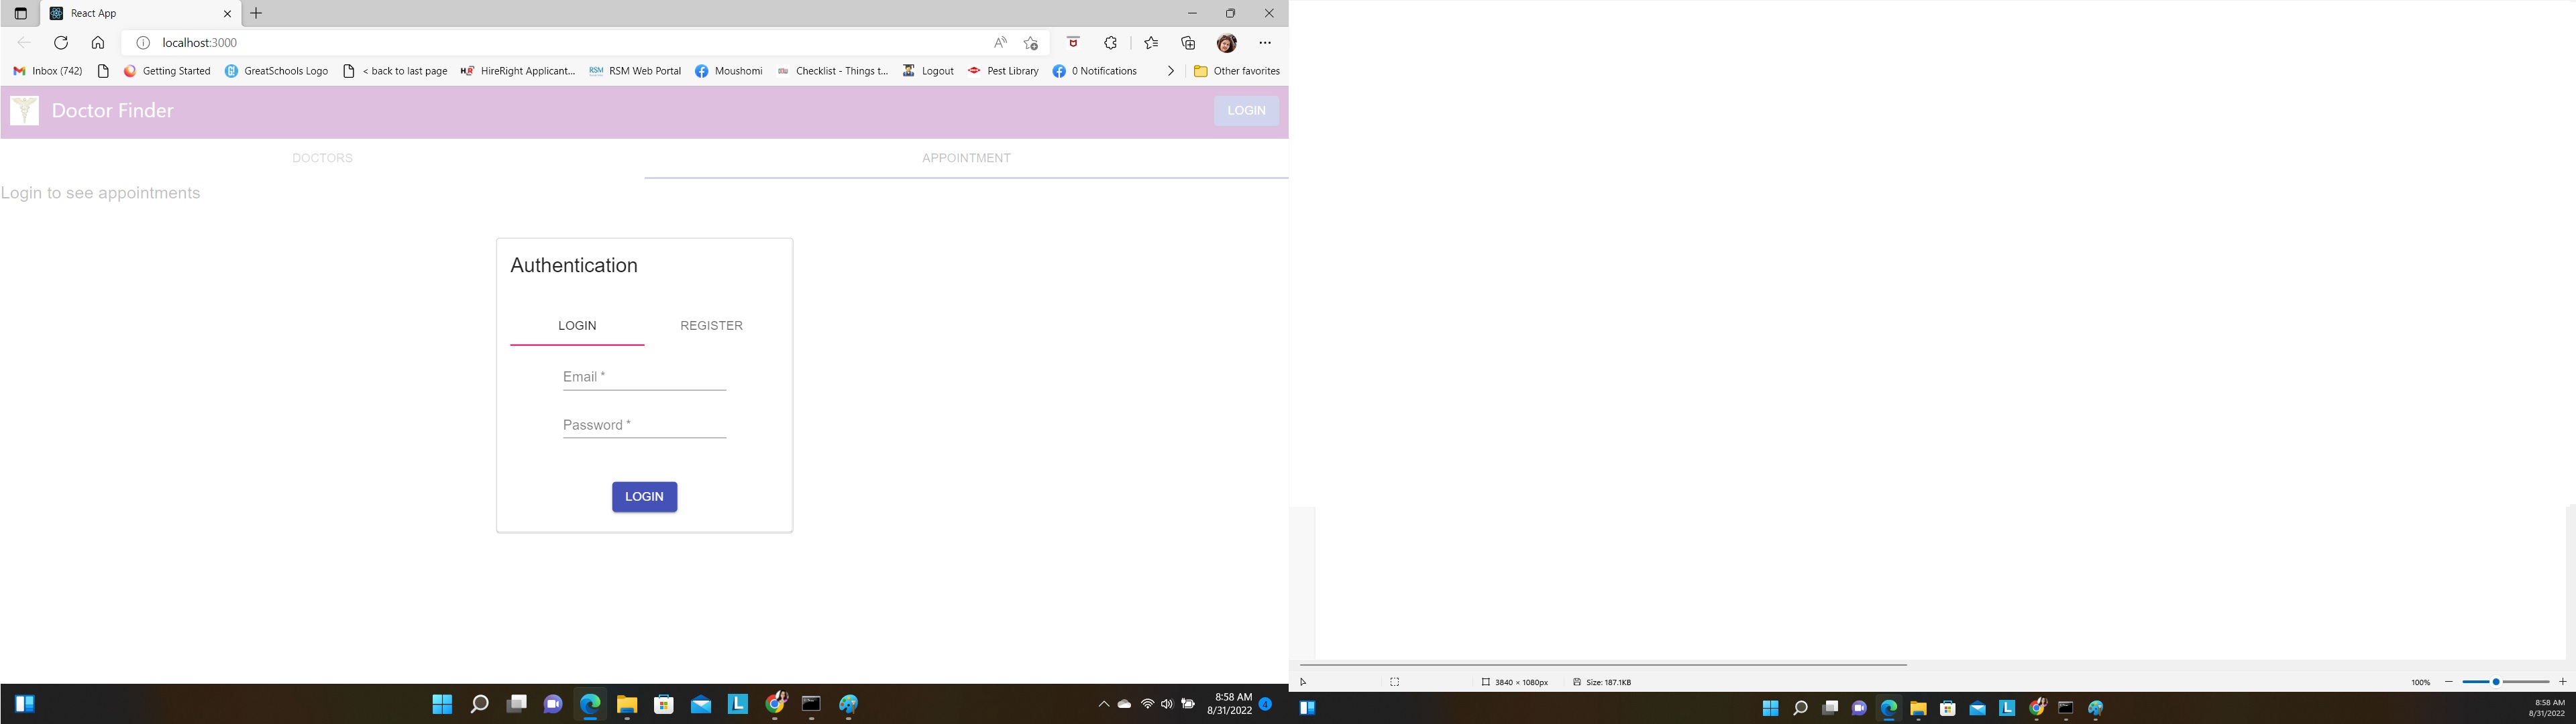 React App
localhost:3000
Inbox (742) Getting Started GreatSchools Logo < back to last page HireRight Applicant... RSM Web Portal Moushomi Checklist - Things t... Logout Pest Library 0 Notifications Other favorites
Doctor Finder LOGIN
DOCTORS APPOINTMENT
Login to see appointments
Authentication
LOGIN REGISTER
Email *
Password *
LOGIN
8:58 AM
8/31/2022 4
3840 × 1080px Size: 187.1KB 100%
8:58 AM
8/31/2022